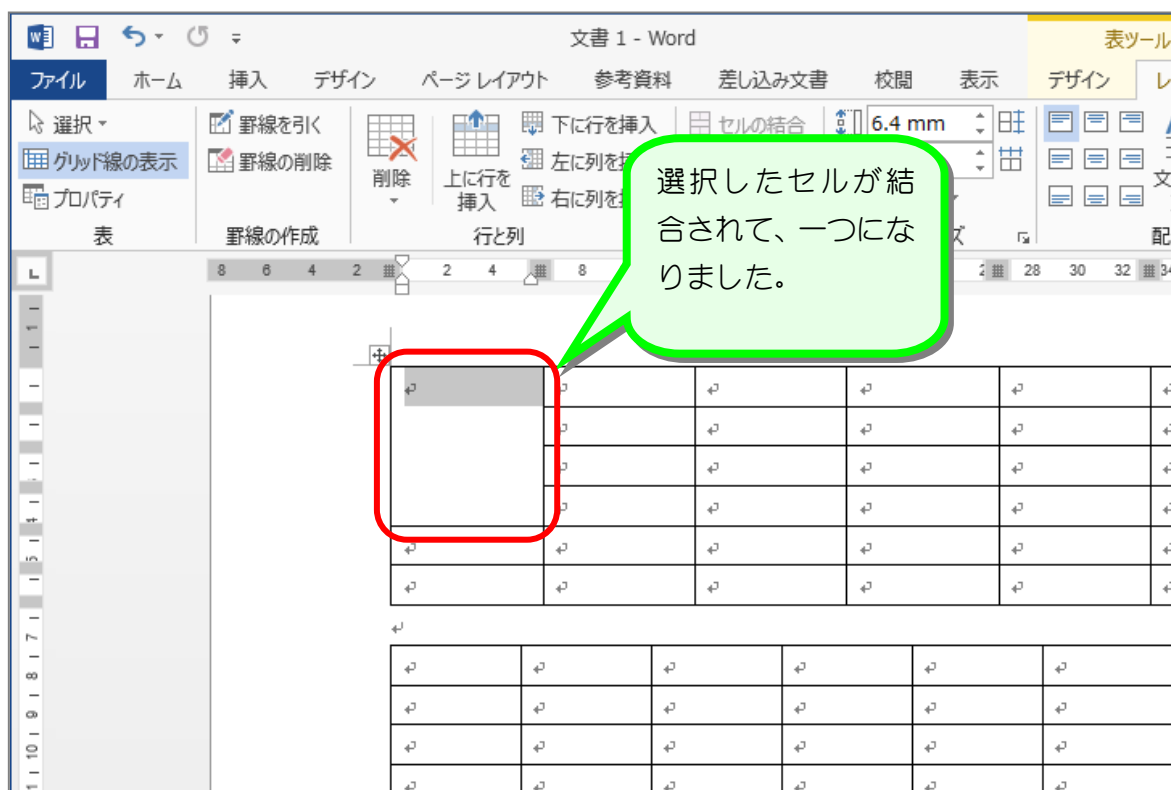 文書 1 - Word
表ツール
ファイル ホーム 挿入 デザイン ページ レイアウト 参考資料 差し込み文書 校閲 表示 デザイン
選択 罫線を引く 下に行を挿入 セルの結合 6.4 mm
グリッド線の表示 罫線の削除 削除 上に行を挿入 左に列を
プロパティ 右に列を
表 罫線の作成 行と列
選択したセルが結
合されて、一つにな
りました。
8 6 4 2 2 4 8 28 30 32 34